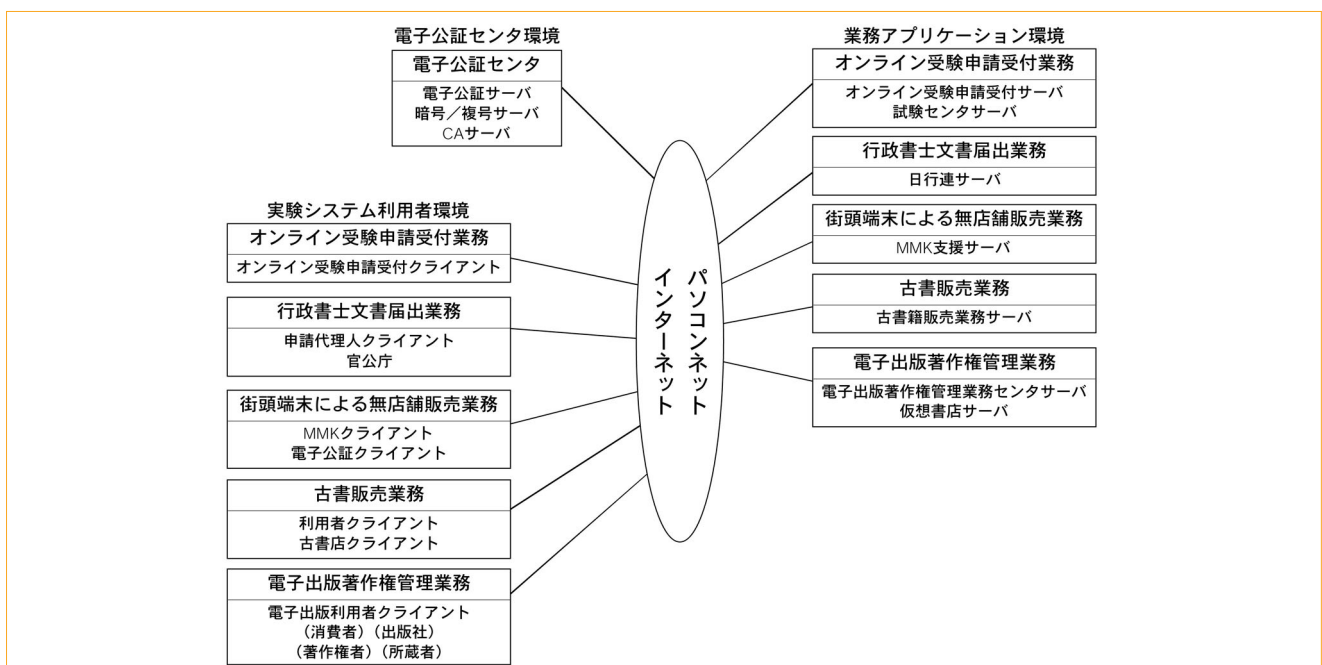 電子公証センタ環境
電子公証センタ
電子公証サーバ
暗号／複号サーバ
CAサーバ
実験システム利用者環境
オンライン受験申請受付業務
オンライン受験申請受付クライアント
行政書士文書届出業務
申請代理人クライアント
官公庁
街頭端末による無店舗販売業務
MMKクライアント
電子公証クライアント
古書販売業務
利用者クライアント
古書店クライアント
電子出版著作権管理業務
電子出版利用者クライアント
（消費者）（出版社）
（著作権者）（所蔵者）
パソコンネット
インターネット
業務アプリケーション環境
オンライン受験申請受付業務
オンライン受験申請受付サーバ
試験センタサーバ
行政書士文書届出業務
日行連サーバ
街頭端末による無店舗販売業務
MMK支援サーバ
古書販売業務
古書籍販売業務サーバ
電子出版著作権管理業務
電子出版著作権管理業務センタサーバ
仮想書店サーバ